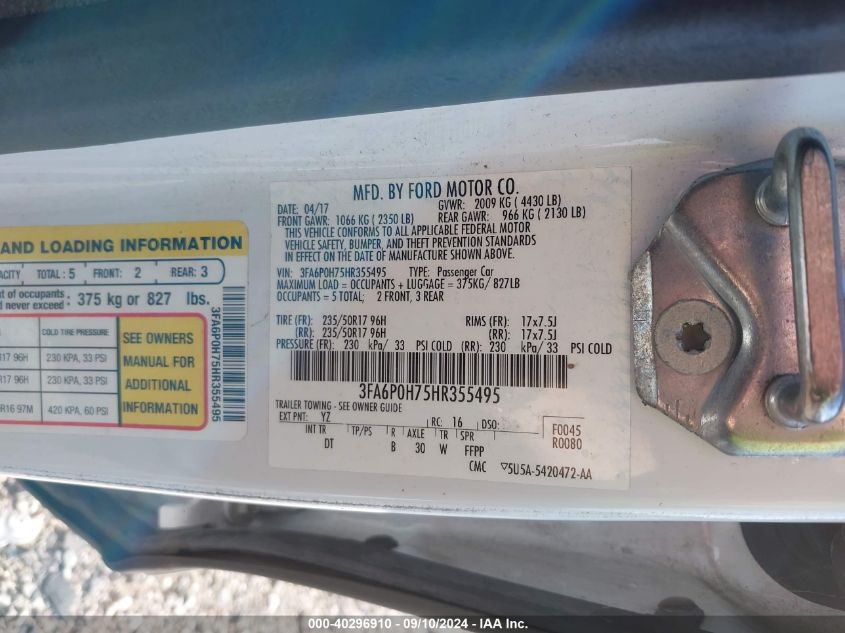 AND LOADING INFORMATION
ACITY TOTAL: 5 FRONT: 2 REAR: 3
nt of occupants
nd never exceed: 375 kg or 827 lbs.
COLD TIRE PRESSURE
R17 96H 230 KPA, 33 PSI
R17 96H 230 KPA, 33 PSI
R16 97M 420 KPA, 60 PSI
SEE OWNERS
MANUAL FOR
ADDITIONAL
INFORMATION
3FA6P0H75HR355495
MFD. BY FORD MOTOR CO.
DATE: 04/17 GVWR: 2009 KG ( 4430 LB)
FRONT GAWR: 1066 KG ( 2350 LB) REAR GAWR: 966 KG ( 2130 LB)
THIS VEHICLE CONFORMS TO ALL APPLICABLE FEDERAL MOTOR
VEHICLE SAFETY, BUMPER, AND THEFT PREVENTION STANDARDS
IN EFFECT ON THE DATE OF MANUFACTURE SHOWN ABOVE.
VIN: 3FA6P0H75HR355495 TYPE: Passenger Car
MAXIMUM LOAD = OCCUPANTS + LUGGAGE = 375KG/ 827LB
OCCUPANTS = 5 TOTAL; 2 FRONT, 3 REAR
TIRE (FR): 235/50R17 96H RIMS (FR): 17x7.5J
(RR): 235/50R17 96H (RR): 17x7.5J
PRESSURE (FR): 230 kPa/ 33 PSI COLD (RR): 230 kPa/ 33 PSI COLD
3FA6P0H75HR355495
TRAILER TOWING - SEE OWNER GUIDE
EXT PNT: YZ RC: 16 DSO: F0045
INT TR TP/PS R AXLE TR SPR R0080
DT B 30 W FFPP
CMC 5U5A-5420472-AA
000-40296910 - 09/10/2024 - IAA Inc.